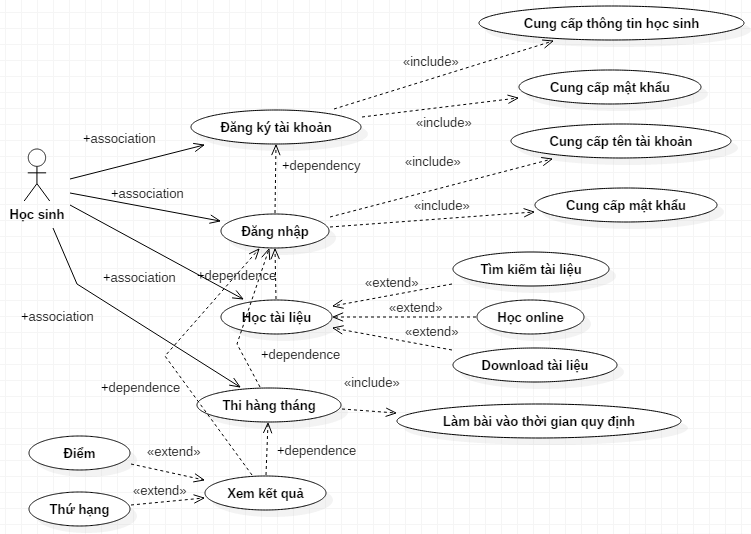 Cung cấp thông tin học sinh
«include»
Cung cấp mật khẩu
«include»
Đăng ký tài khoản
+association
Cung cấp tên tài khoản
«include»
+dependency
Học sinh
+association
«include»
Cung cấp mật khẩu
Đăng nhập
+association
+dependence
«extend»
Tìm kiếm tài liệu
+association
Học tài liệu
«extend»
Học online
«extend»
+dependence
Download tài liệu
+dependence
«include»
Thi hàng tháng
Làm bài vào thời gian quy định
Điểm
«extend»
+dependence
«extend»
Xem kết quả
Thứ hạng